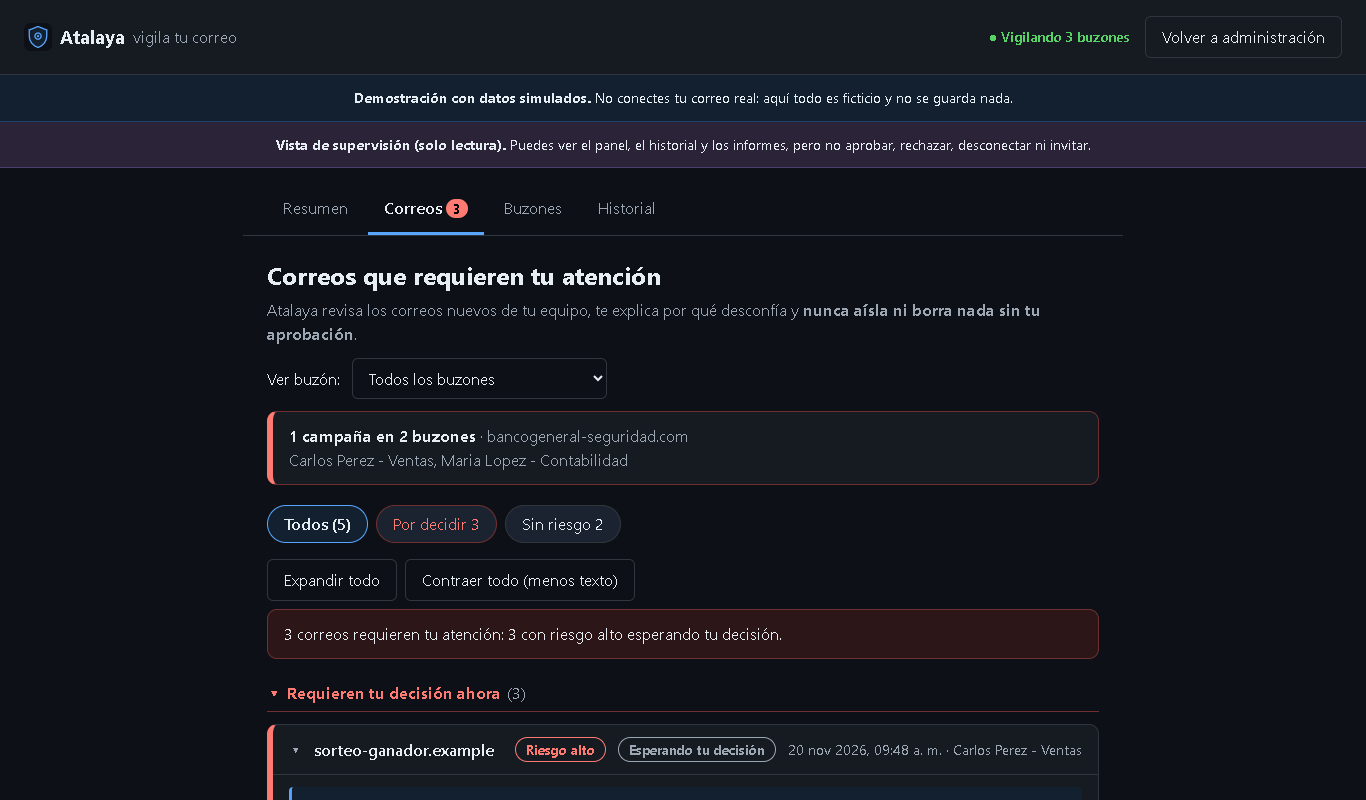 Atalaya vigila tu correo
● Vigilando 3 buzones
Volver a administración
Demostración con datos simulados. No conectes tu correo real: aquí todo es ficticio y no se guarda nada.
Vista de supervisión (solo lectura). Puedes ver el panel, el historial y los informes, pero no aprobar, rechazar, desconectar ni invitar.
Resumen
Correos 3
Buzones
Historial
Correos que requieren tu atención
Atalaya revisa los correos nuevos de tu equipo, te explica por qué desconfía y nunca aísla ni borra nada sin tu
aprobación.
Ver buzón:
Todos los buzones
1 campaña en 2 buzones · bancogeneral-seguridad.com
Carlos Perez - Ventas, Maria Lopez - Contabilidad
Todos (5)
Por decidir 3
Sin riesgo 2
Expandir todo
Contraer todo (menos texto)
3 correos requieren tu atención: 3 con riesgo alto esperando tu decisión.
▾ Requieren tu decisión ahora (3)
▾ sorteo-ganador.example
Riesgo alto
Esperando tu decisión
20 nov 2026, 09:48 a. m. · Carlos Perez - Ventas